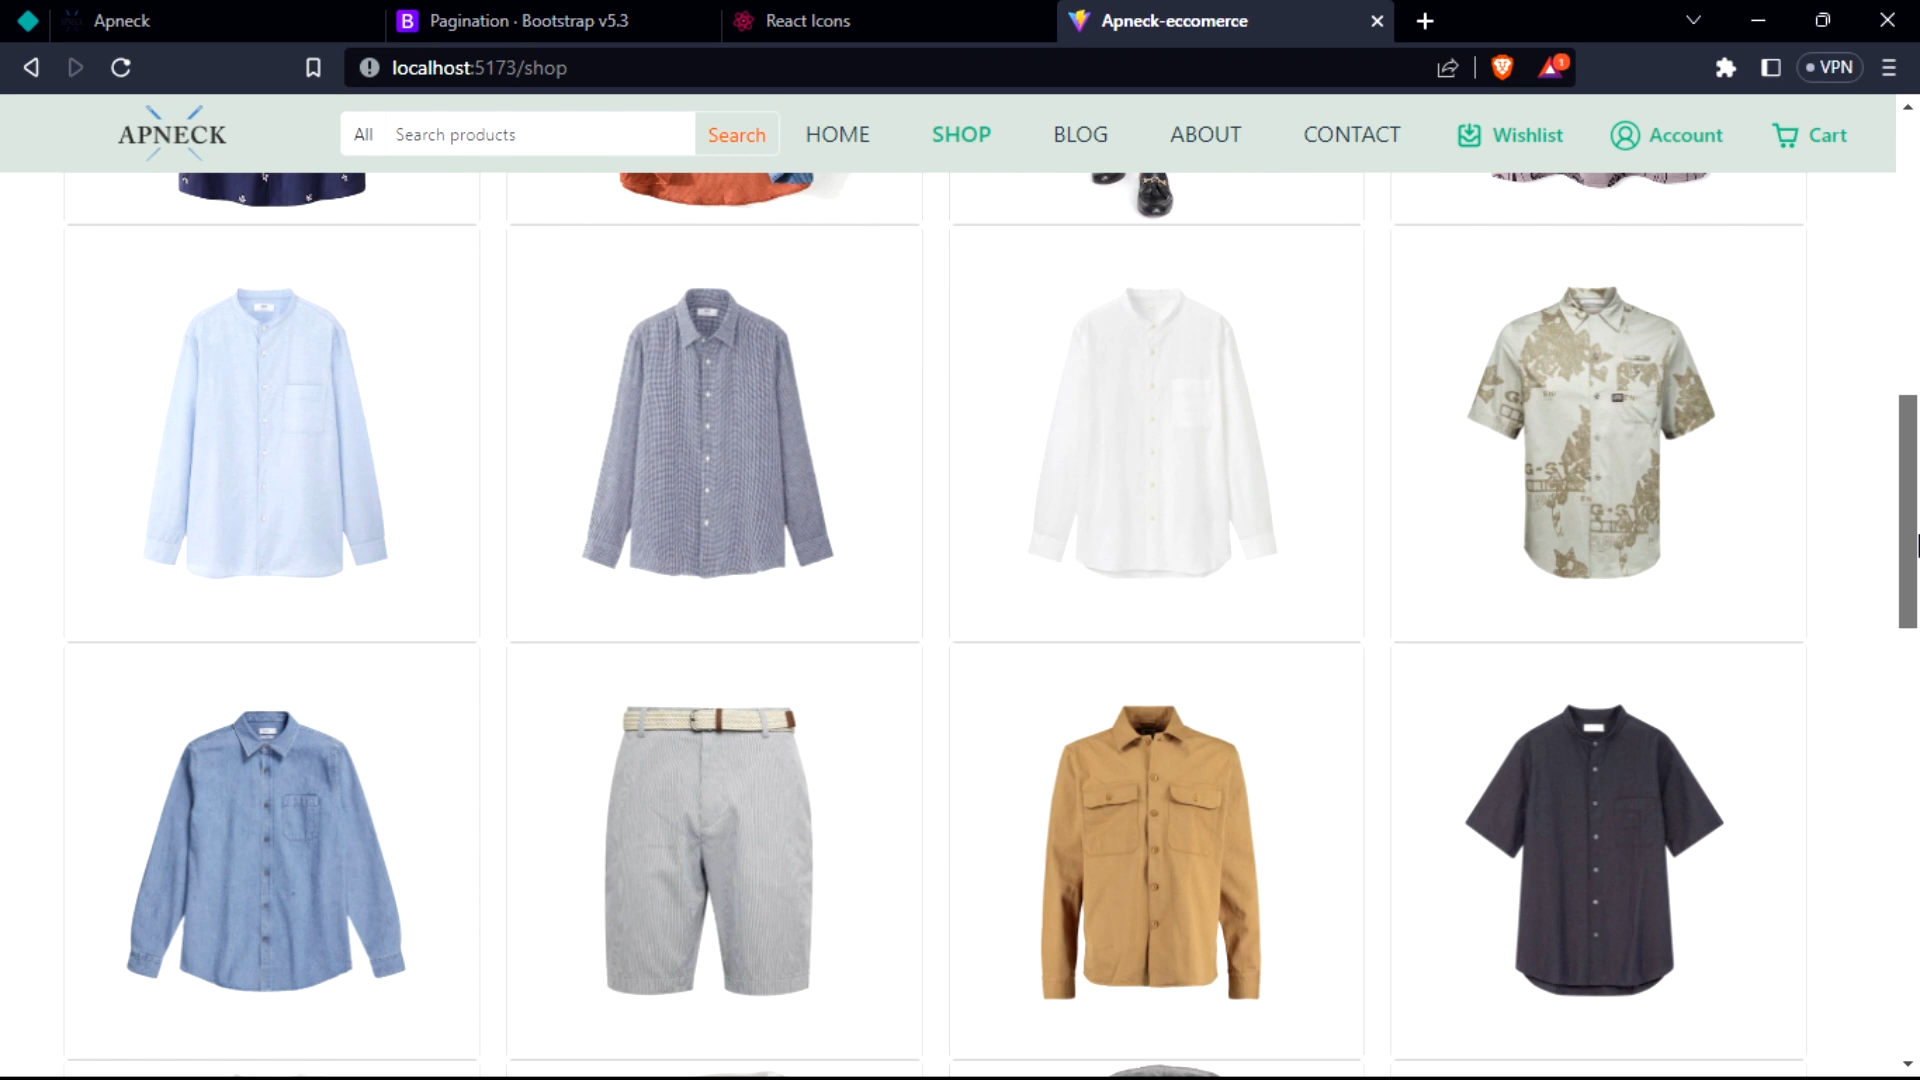 Apneck
B Pagination · Bootstrap v5.3
React Icons
Apneck-eccomerce
localhost:5173/shop
1
VPN
APNECK
All
Search products
Search
HOME
SHOP
BLOG
ABOUT
CONTACT
Wishlist
Account
Cart